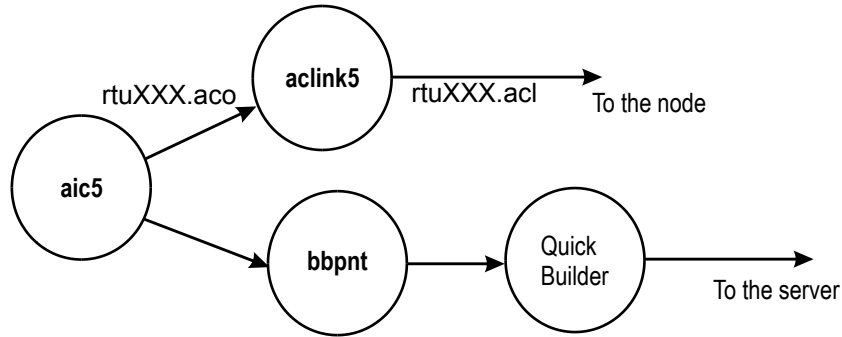 aclink5
rtuXXX.aco
rtuXXX.acl
To the node
aic5
bbpnt
Quick
Builder
To the server